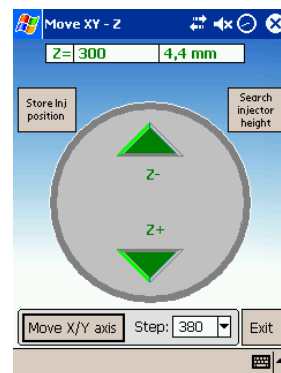 Move XY - Z
Z= 300 4,4 mm
Store Inj
position
Search
injector
height
Z-
Z+
Move X/Y axis Step: 380 Exit